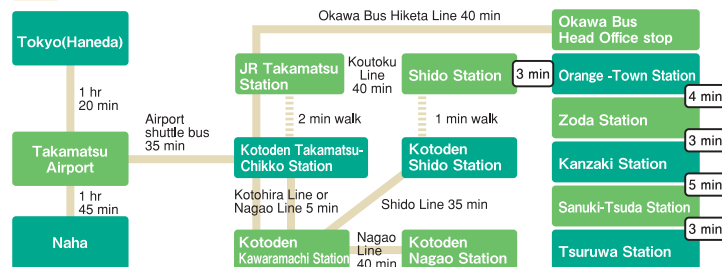 Okawa Bus Hiketa Line 40 min
Okawa Bus
Head Office stop
Tokyo(Haneda)
JR Takamatsu
Station
Koutoku
Line
40 min
Shido Station
3 min
Orange -Town Station
4 min
1 hr
20 min
Airport
shuttle bus
35 min
2 min walk
1 min walk
Zoda Station
3 min
Takamatsu
Airport
Kotoden Takamatsu-
Chikko Station
Kotoden
Shido Station
Kanzaki Station
5 min
1 hr
45 min
Kotohira Line or
Nagao Line 5 min
Shido Line 35 min
Sanuki-Tsuda Station
3 min
Naha
Kotoden
Kawaramachi Station
Nagao
Line
40 min
Kotoden
Nagao Station
Tsuruwa Station